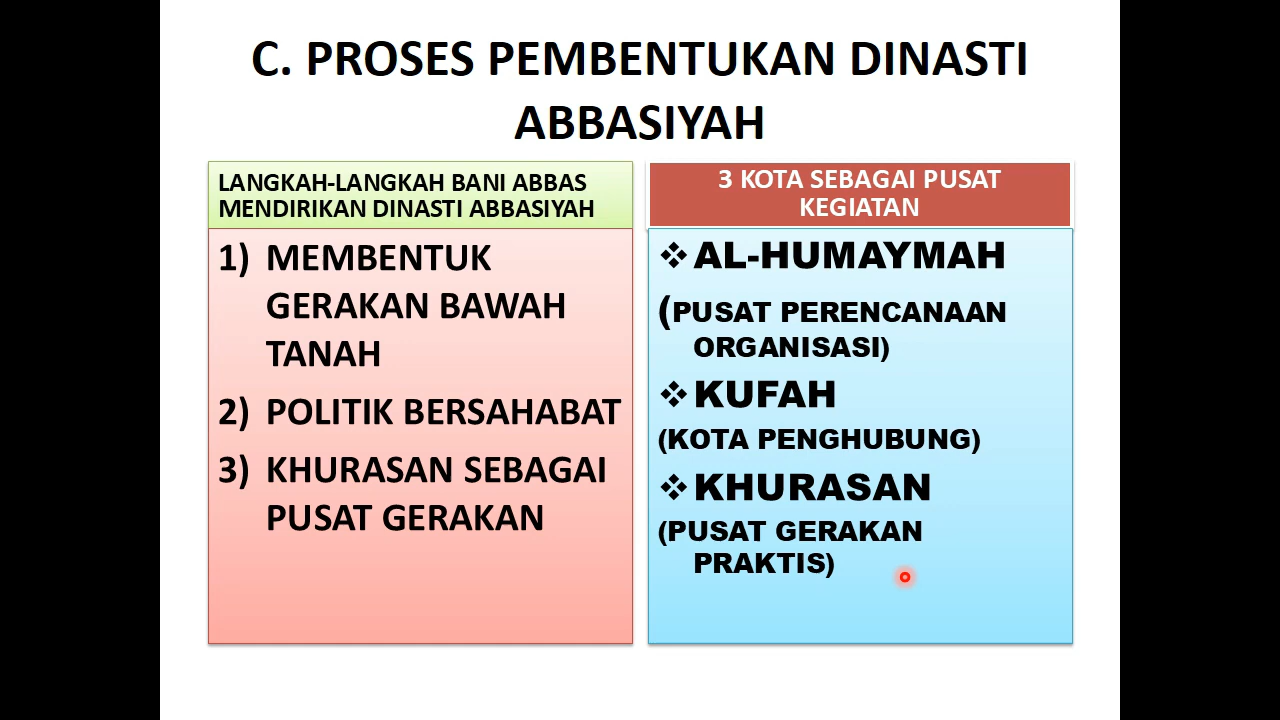 C. PROSES PEMBENTUKAN DINASTI
ABBASIYAH
LANGKAH-LANGKAH BANI ABBAS
MENDIRIKAN DINASTI ABBASIYAH
1) MEMBENTUK
GERAKAN BAWAH
TANAH
2) POLITIK BERSAHABAT
3) KHURASAN SEBAGAI
PUSAT GERAKAN
3 KOTA SEBAGAI PUSAT
KEGIATAN
❖ AL-HUMAYMAH
(PUSAT PERENCANAAN
ORGANISASI)
❖ KUFAH
(KOTA PENGHUBUNG)
❖ KHURASAN
(PUSAT GERAKAN
PRAKTIS)